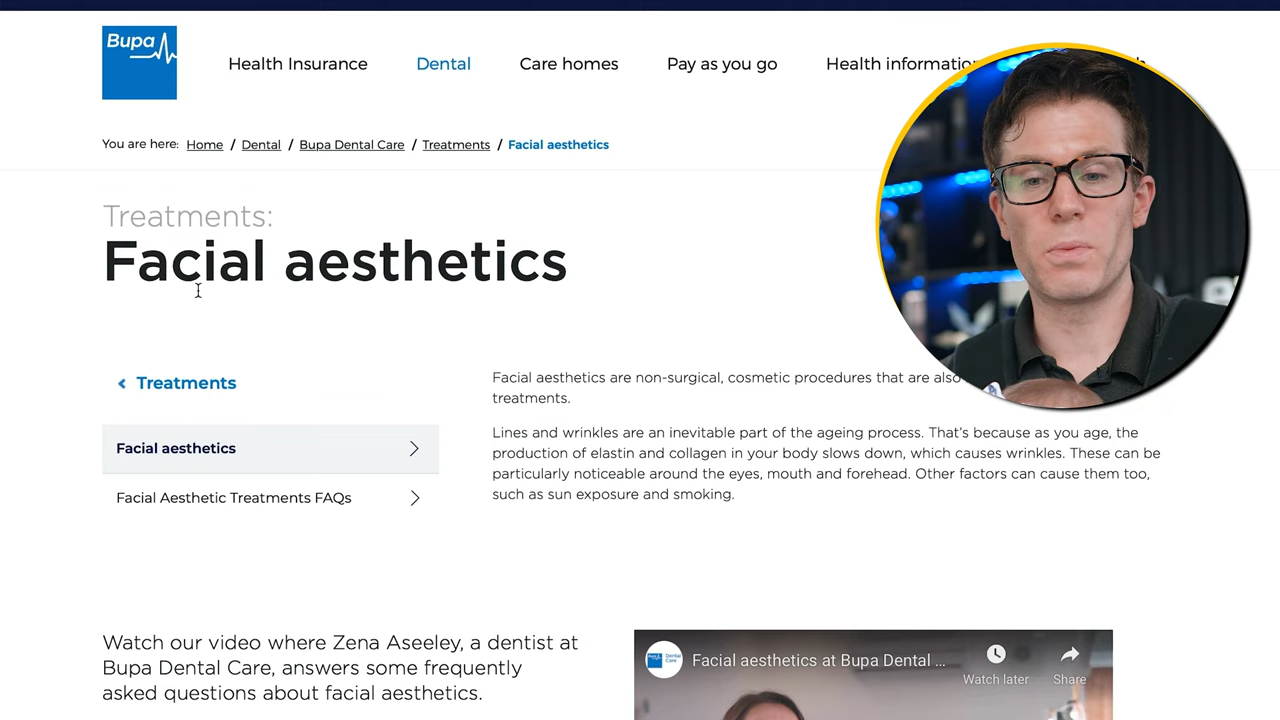 Bupa
Health Insurance Dental Care homes Pay as you go Health information
You are here: Home / Dental / Bupa Dental Care / Treatments / Facial aesthetics
Treatments:
Facial aesthetics
Treatments
Facial aesthetics
Facial Aesthetic Treatments FAQs
Facial aesthetics are non-surgical, cosmetic procedures that are also
treatments.
Lines and wrinkles are an inevitable part of the ageing process. That’s because as you age, the
production of elastin and collagen in your body slows down, which causes wrinkles. These can be
particularly noticeable around the eyes, mouth and forehead. Other factors can cause them too,
such as sun exposure and smoking.
Watch our video where Zena Aseeley, a dentist at
Bupa Dental Care, answers some frequently
asked questions about facial aesthetics.
Facial aesthetics at Bupa Dental ...
Watch later
Share